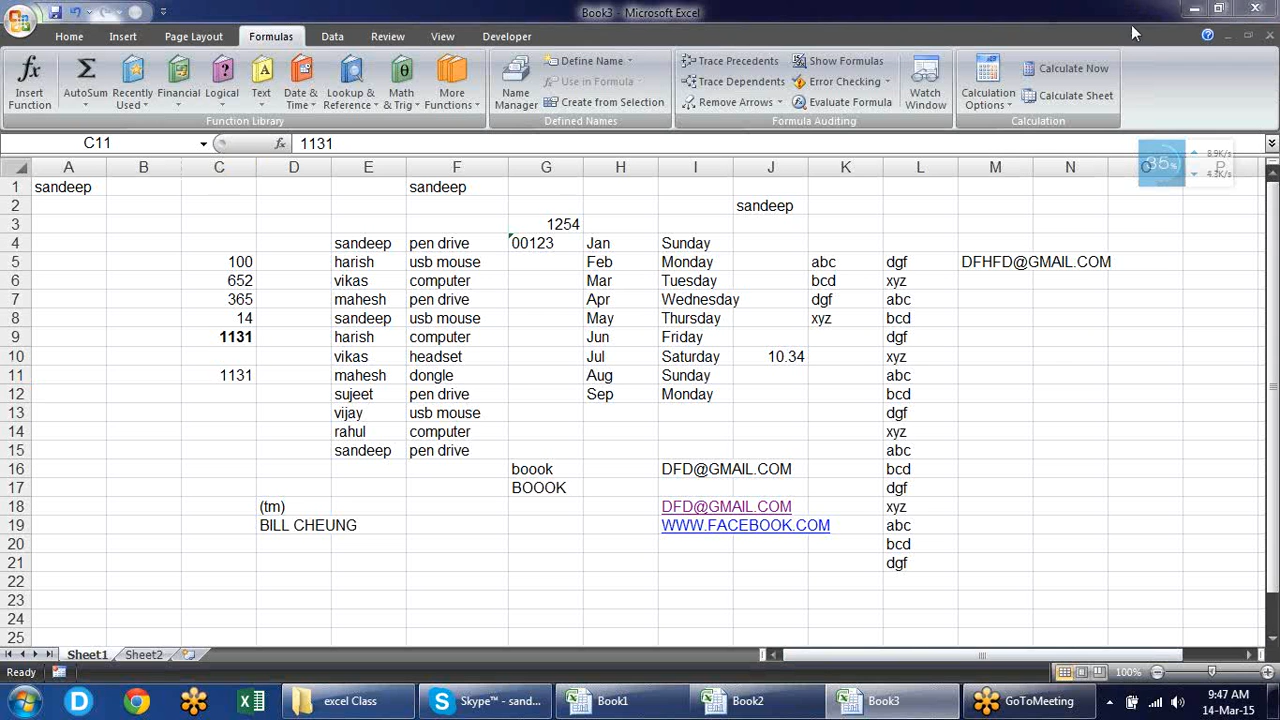 Book3 - Microsoft Excel
Home Insert Page Layout Formulas Data Review View Developer
Insert Function
AutoSum
Recently Used
Financial
Logical
Text
Date & Time
Lookup & Reference
Math & Trig
More Functions
Function Library
Name Manager
Define Name
Use in Formula
Create from Selection
Defined Names
Trace Precedents
Trace Dependents
Remove Arrows
Show Formulas
Error Checking
Evaluate Formula
Formula Auditing
Watch Window
Calculation Options
Calculate Now
Calculate Sheet
Calculation
C11 fx 1131
35%
8.9K/s
4.3K/s
P
A B C D E F G H I J K L M N O
1 sandeep sandeep
2 sandeep
3 1254
4 sandeep pen drive 00123 Jan Sunday
5 100 harish usb mouse Feb Monday abc dgf DFHFD@GMAIL.COM
6 652 vikas computer Mar Tuesday bcd xyz
7 365 mahesh pen drive Apr Wednesday dgf abc
8 14 sandeep usb mouse May Thursday xyz bcd
9 1131 harish computer Jun Friday dgf
10 vikas headset Jul Saturday 10.34 xyz
11 1131 mahesh dongle Aug Sunday abc
12 sujeet pen drive Sep Monday bcd
13 vijay usb mouse dgf
14 rahul computer xyz
15 sandeep pen drive abc
16 boook DFD@GMAIL.COM bcd
17 BOOOK dgf
18 (tm) DFD@GMAIL.COM xyz
19 BILL CHEUNG WWW.FACEBOOK.COM abc
20 bcd
21 dgf
22
23
24
25
Sheet1 Sheet2
Ready 100%
excel Class
Skype™ - sand...
Book1
Book2
Book3
GoToMeeting
9:47 AM
14-Mar-15